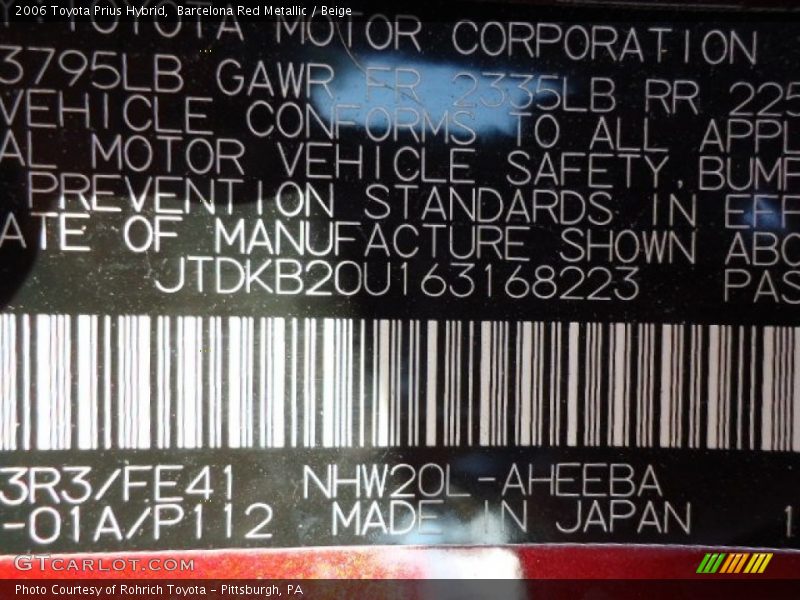 2006 Toyota Prius Hybrid, Barcelona Red Metallic / Beige
TOYOTA MOTOR CORPORATION
3795LB GAWR FR 2335LB RR 225
VEHICLE CONFORMS TO ALL APPL
AL MOTOR VEHICLE SAFETY, BUMP
PREVENTION STANDARDS IN EFF
ATE OF MANUFACTURE SHOWN ABO
JTDKB20U163168223 PAS
3R3/FE41 NHW20L-AHEEBA
-01A/P112 MADE IN JAPAN 1
GTCARLOT.COM
Photo Courtesy of Rohrich Toyota - Pittsburgh, PA